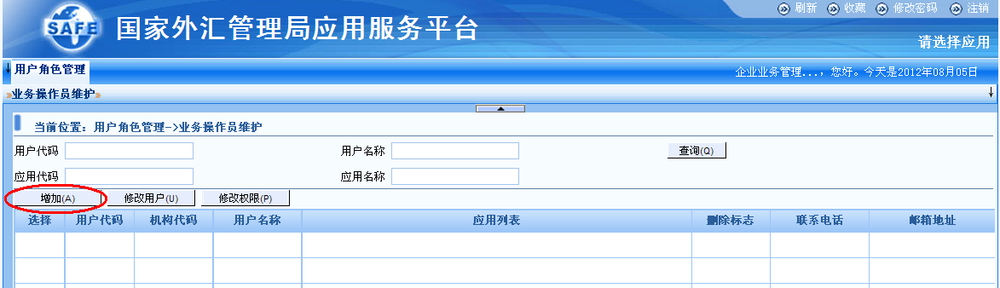 刷新 收藏 修改密码 注销
SAFE 国家外汇管理局应用服务平台
请选择应用
用户角色管理 企业业务管理...，您好。今天是2012年08月05日
业务操作员维护
当前位置：用户角色管理->业务操作员维护
用户代码 用户名称 查询(Q)
应用代码 应用名称
增加(A) 修改用户(U) 修改权限(P)
选择 用户代码 机构代码 用户名称 应用列表 删除标志 联系电话 邮箱地址